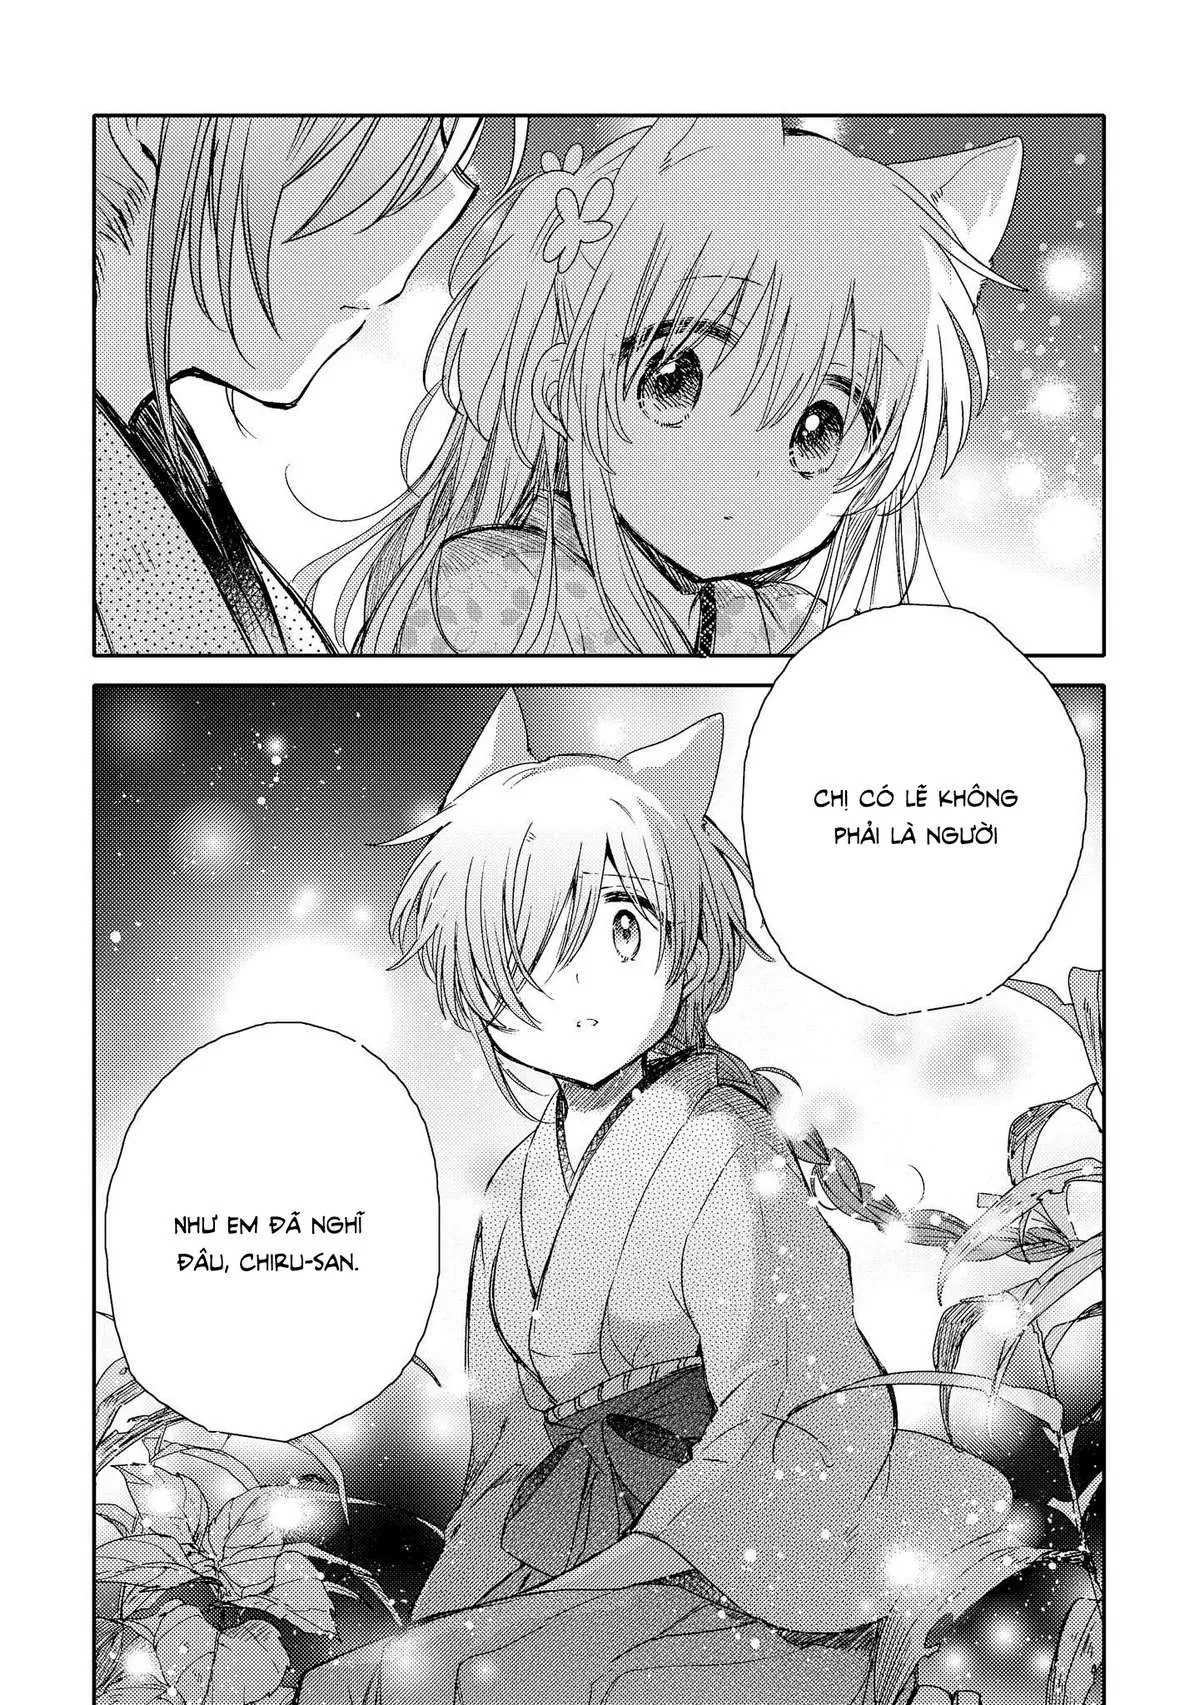 CHỊ CÓ LẼ KHÔNG
PHẢI LÀ NGƯỜI
NHƯ EM ĐÃ NGHĨ
ĐÂU, CHIRU-SAN.